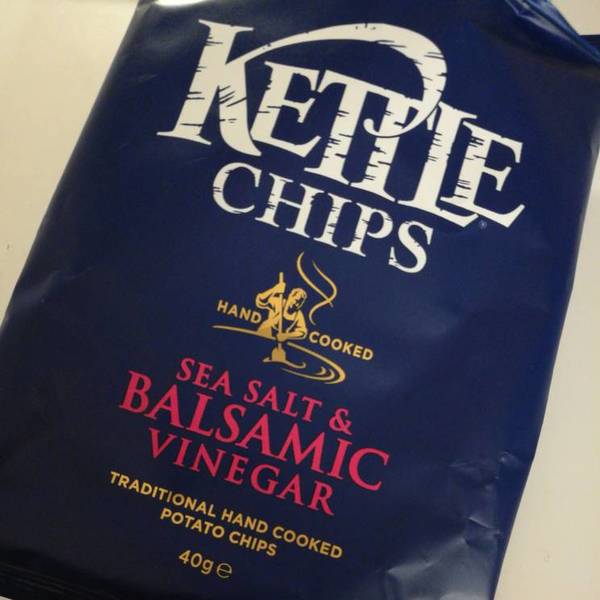 KETTLE
CHIPS
HAND COOKED
SEA SALT &
BALSAMIC
VINEGAR
TRADITIONAL HAND COOKED
POTATO CHIPS
40g e